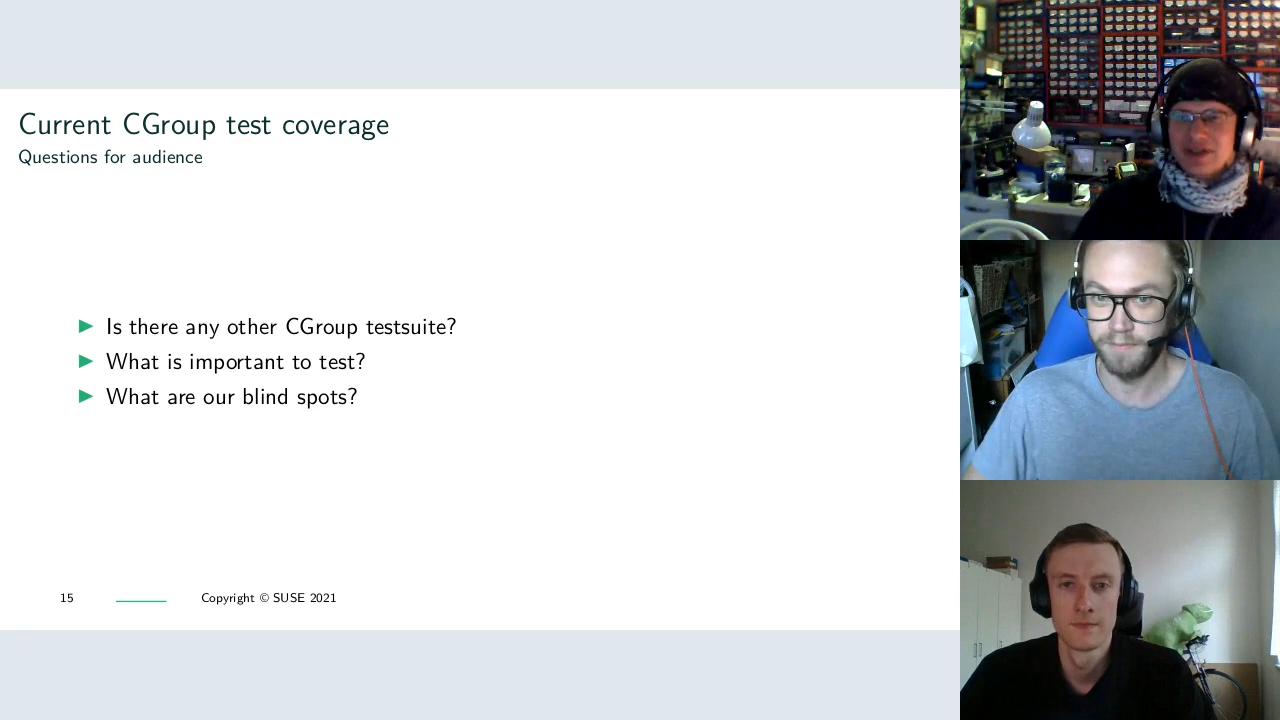 Current CGroup test coverage
Questions for audience
Is there any other CGroup testsuite?
What is important to test?
What are our blind spots?
15
Copyright © SUSE 2021